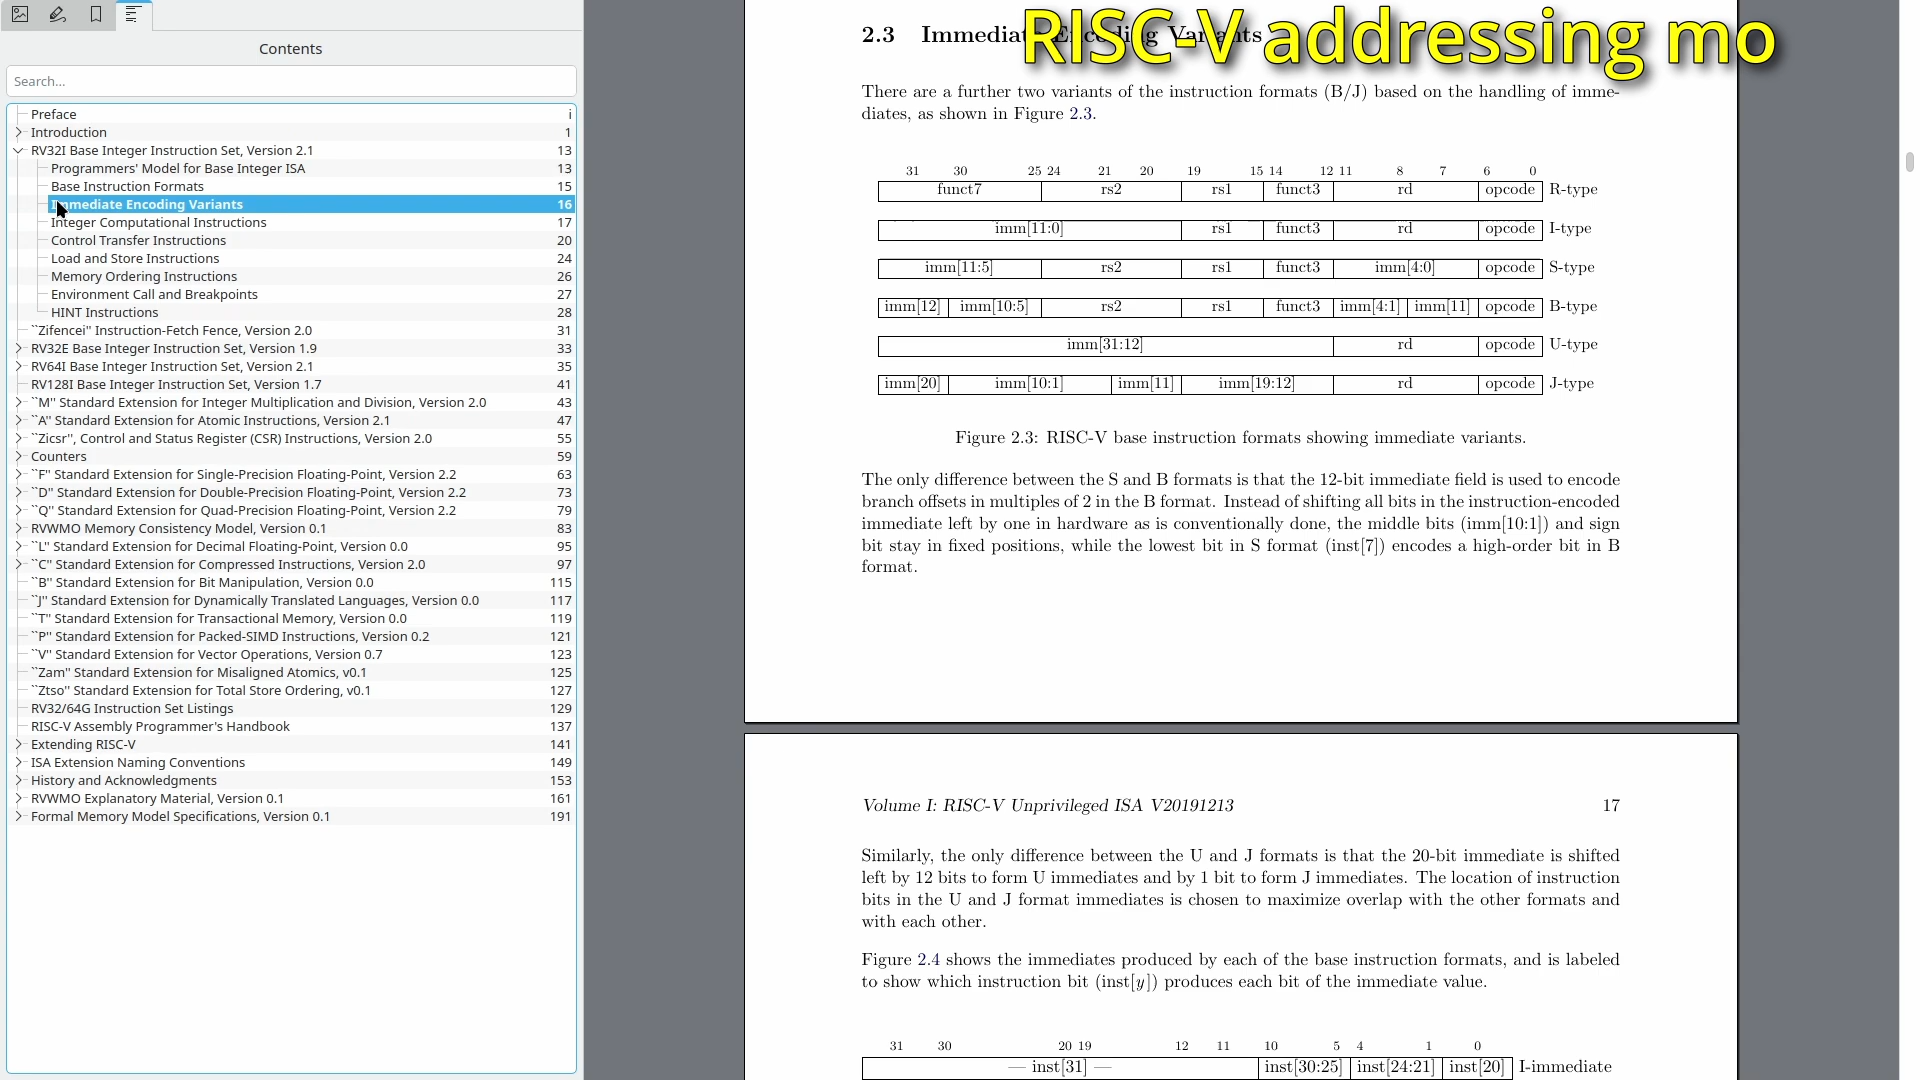 Contents
Search...
Preface i
Introduction 1
RV32I Base Integer Instruction Set, Version 2.1 13
Programmers' Model for Base Integer ISA 13
Base Instruction Formats 15
mmediate Encoding Variants 16
Integer Computational Instructions 17
Control Transfer Instructions 20
Load and Store Instructions 24
Memory Ordering Instructions 26
Environment Call and Breakpoints 27
HINT Instructions 28
``Zifencei'' Instruction-Fetch Fence, Version 2.0 31
RV32E Base Integer Instruction Set, Version 1.9 33
RV64I Base Integer Instruction Set, Version 2.1 35
RV128I Base Integer Instruction Set, Version 1.7 41
``M'' Standard Extension for Integer Multiplication and Division, Version 2.0 43
``A'' Standard Extension for Atomic Instructions, Version 2.1 47
``Zicsr'', Control and Status Register (CSR) Instructions, Version 2.0 55
Counters 59
``F'' Standard Extension for Single-Precision Floating-Point, Version 2.2 63
``D'' Standard Extension for Double-Precision Floating-Point, Version 2.2 73
``Q'' Standard Extension for Quad-Precision Floating-Point, Version 2.2 79
RVWMO Memory Consistency Model, Version 0.1 83
``L'' Standard Extension for Decimal Floating-Point, Version 0.0 95
``C'' Standard Extension for Compressed Instructions, Version 2.0 97
``B'' Standard Extension for Bit Manipulation, Version 0.0 115
``J'' Standard Extension for Dynamically Translated Languages, Version 0.0 117
``T'' Standard Extension for Transactional Memory, Version 0.0 119
``P'' Standard Extension for Packed-SIMD Instructions, Version 0.2 121
``V'' Standard Extension for Vector Operations, Version 0.7 123
``Zam'' Standard Extension for Misaligned Atomics, v0.1 125
``Ztso'' Standard Extension for Total Store Ordering, v0.1 127
RV32/64G Instruction Set Listings 129
RISC-V Assembly Programmer's Handbook 137
Extending RISC-V 141
ISA Extension Naming Conventions 149
History and Acknowledgments 153
RVWMO Explanatory Material, Version 0.1 161
Formal Memory Model Specifications, Version 0.1 191
RISC-V addressing mo
2.3 Immediate Encoding Variants
There are a further two variants of the instruction formats (B/J) based on the handling of imme-
diates, as shown in Figure 2.3.
31 30 25 24 21 20 19 15 14 12 11 8 7 6 0
funct7 rs2 rs1 funct3 rd opcode R-type
imm[11:0] rs1 funct3 rd opcode I-type
imm[11:5] rs2 rs1 funct3 imm[4:0] opcode S-type
imm[12] imm[10:5] rs2 rs1 funct3 imm[4:1] imm[11] opcode B-type
imm[31:12] rd opcode U-type
imm[20] imm[10:1] imm[11] imm[19:12] rd opcode J-type
Figure 2.3: RISC-V base instruction formats showing immediate variants.
The only difference between the S and B formats is that the 12-bit immediate field is used to encode
branch offsets in multiples of 2 in the B format. Instead of shifting all bits in the instruction-encoded
immediate left by one in hardware as is conventionally done, the middle bits (imm[10:1]) and sign
bit stay in fixed positions, while the lowest bit in S format (inst[7]) encodes a high-order bit in B
format.
Volume I: RISC-V Unprivileged ISA V20191213 17
Similarly, the only difference between the U and J formats is that the 20-bit immediate is shifted
left by 12 bits to form U immediates and by 1 bit to form J immediates. The location of instruction
bits in the U and J format immediates is chosen to maximize overlap with the other formats and
with each other.
Figure 2.4 shows the immediates produced by each of the base instruction formats, and is labeled
to show which instruction bit (inst[y]) produces each bit of the immediate value.
31 30 20 19 12 11 10 5 4 1 0
— inst[31] — inst[30:25] inst[24:21] inst[20] I-immediate